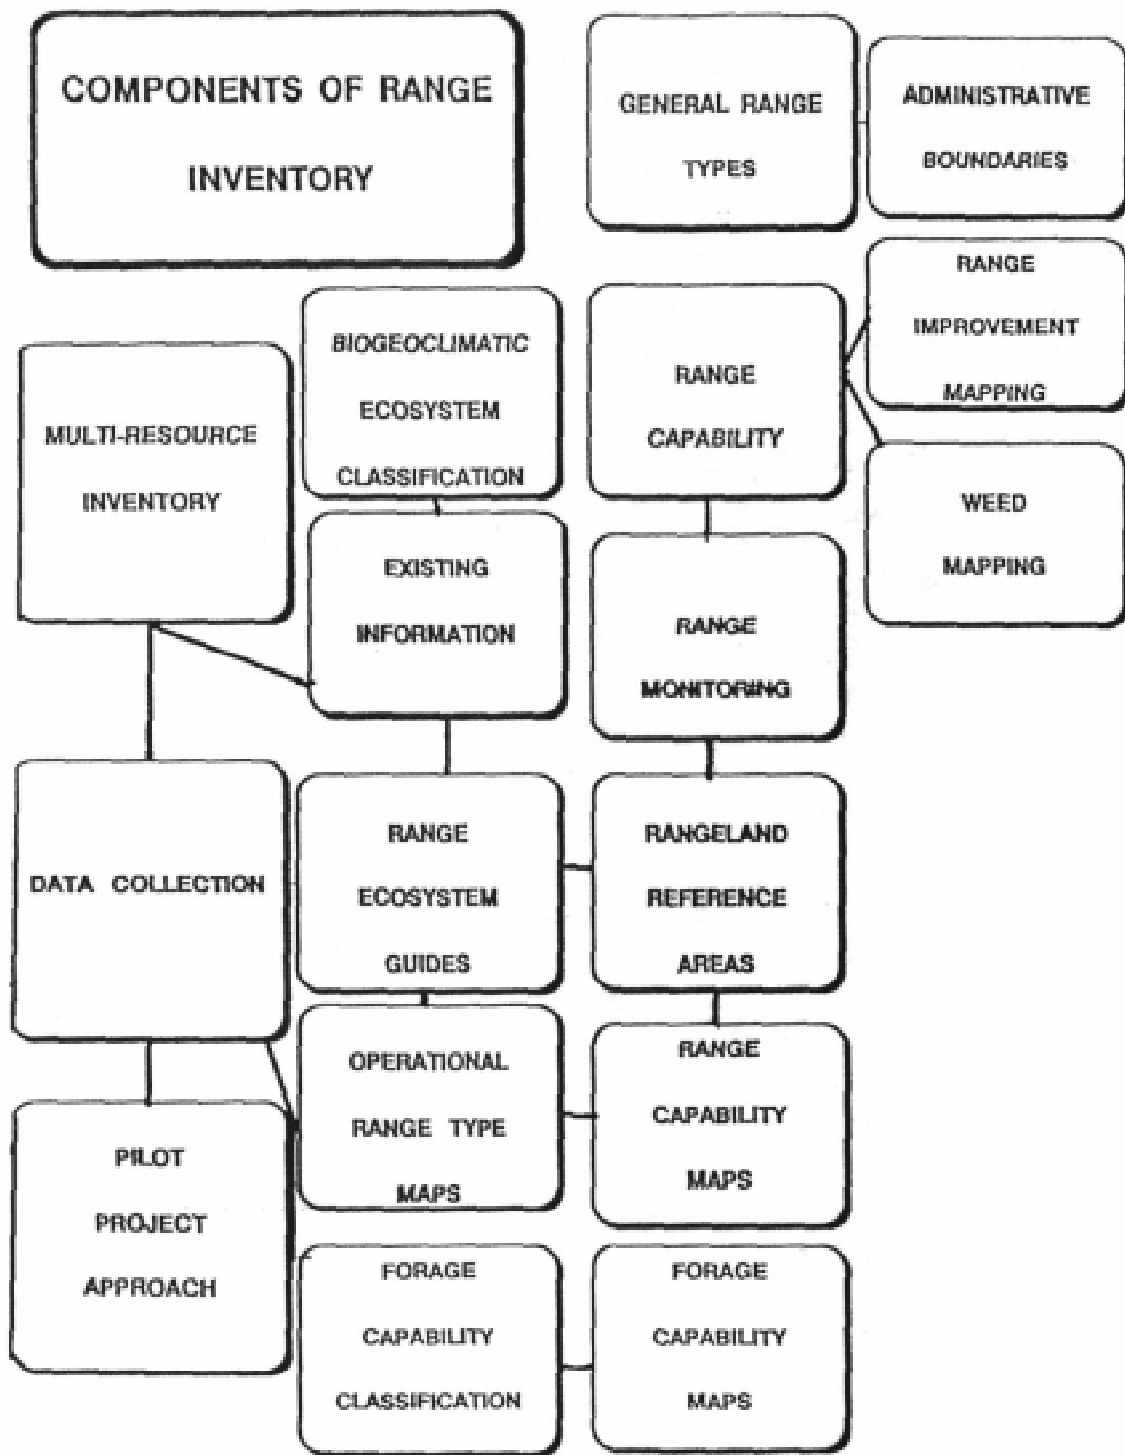 COMPONENTS OF RANGE
INVENTORY
GENERAL RANGE
TYPES
ADMINISTRATIVE
BOUNDARIES
RANGE
IMPROVEMENT
MAPPING
BIOGEOCLIMATIC
ECOSYSTEM
CLASSIFICATION
RANGE
CAPABILITY
MULTI-RESOURCE
INVENTORY
WEED
MAPPING
EXISTING
INFORMATION
RANGE
MONITORING
DATA COLLECTION
RANGE
ECOSYSTEM
GUIDES
RANGELAND
REFERENCE
AREAS
OPERATIONAL
RANGE TYPE
MAPS
RANGE
CAPABILITY
MAPS
PILOT
PROJECT
APPROACH
FORAGE
CAPABILITY
CLASSIFICATION
FORAGE
CAPABILITY
MAPS